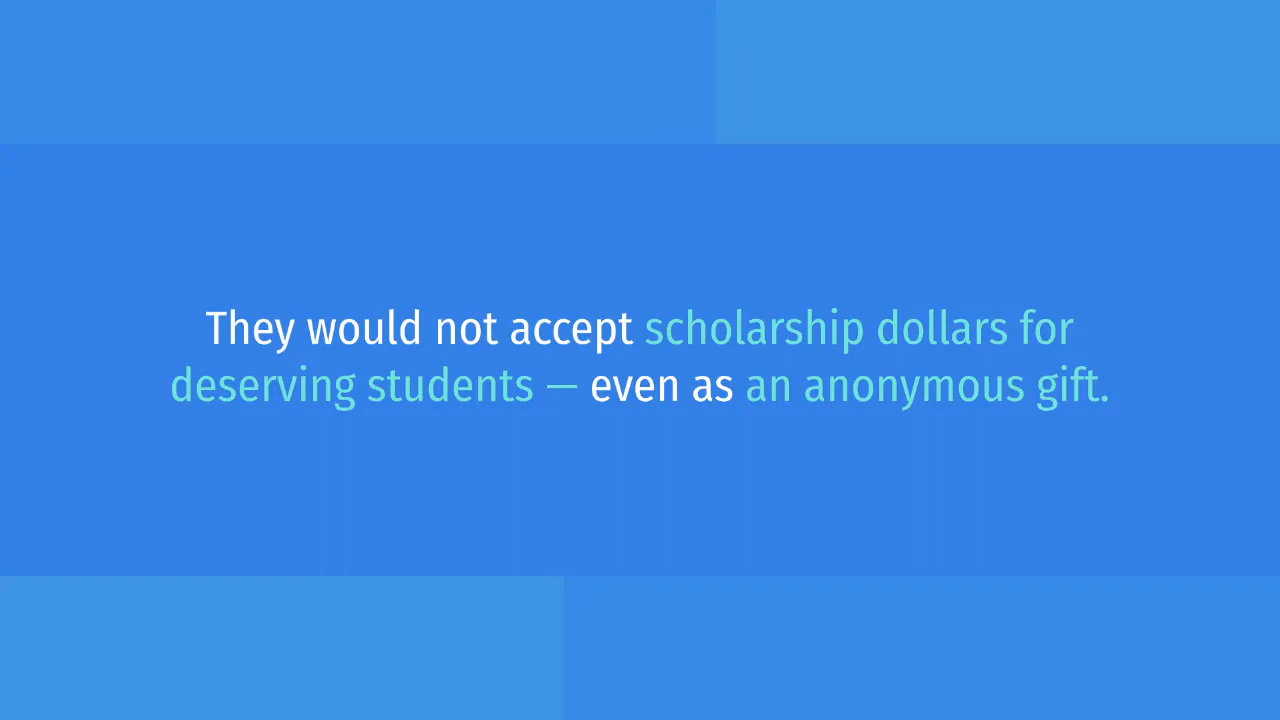 They would not accept scholarship dollars for
deserving students — even as an anonymous gift.